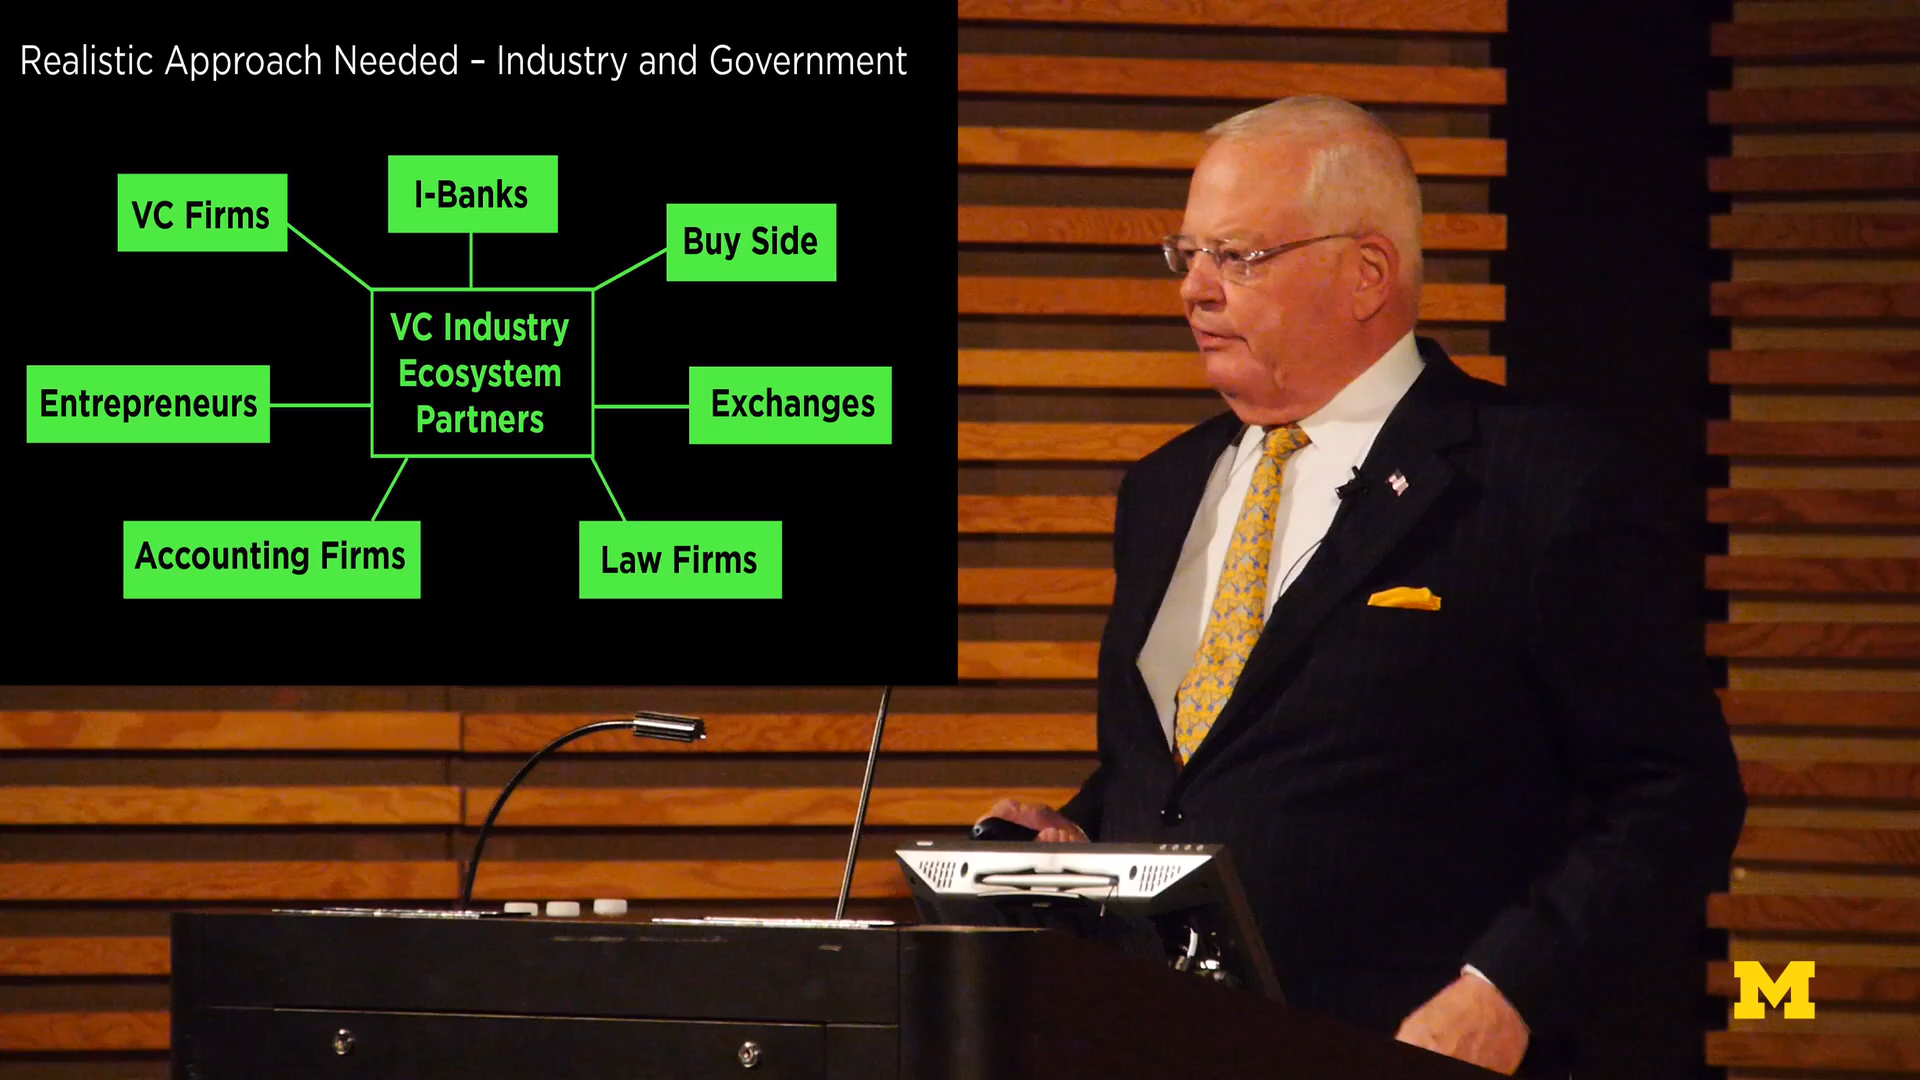 Realistic Approach Needed – Industry and Government
VC Firms
I-Banks
Buy Side
VC Industry
Ecosystem
Partners
Entrepreneurs
Exchanges
Accounting Firms
Law Firms
M